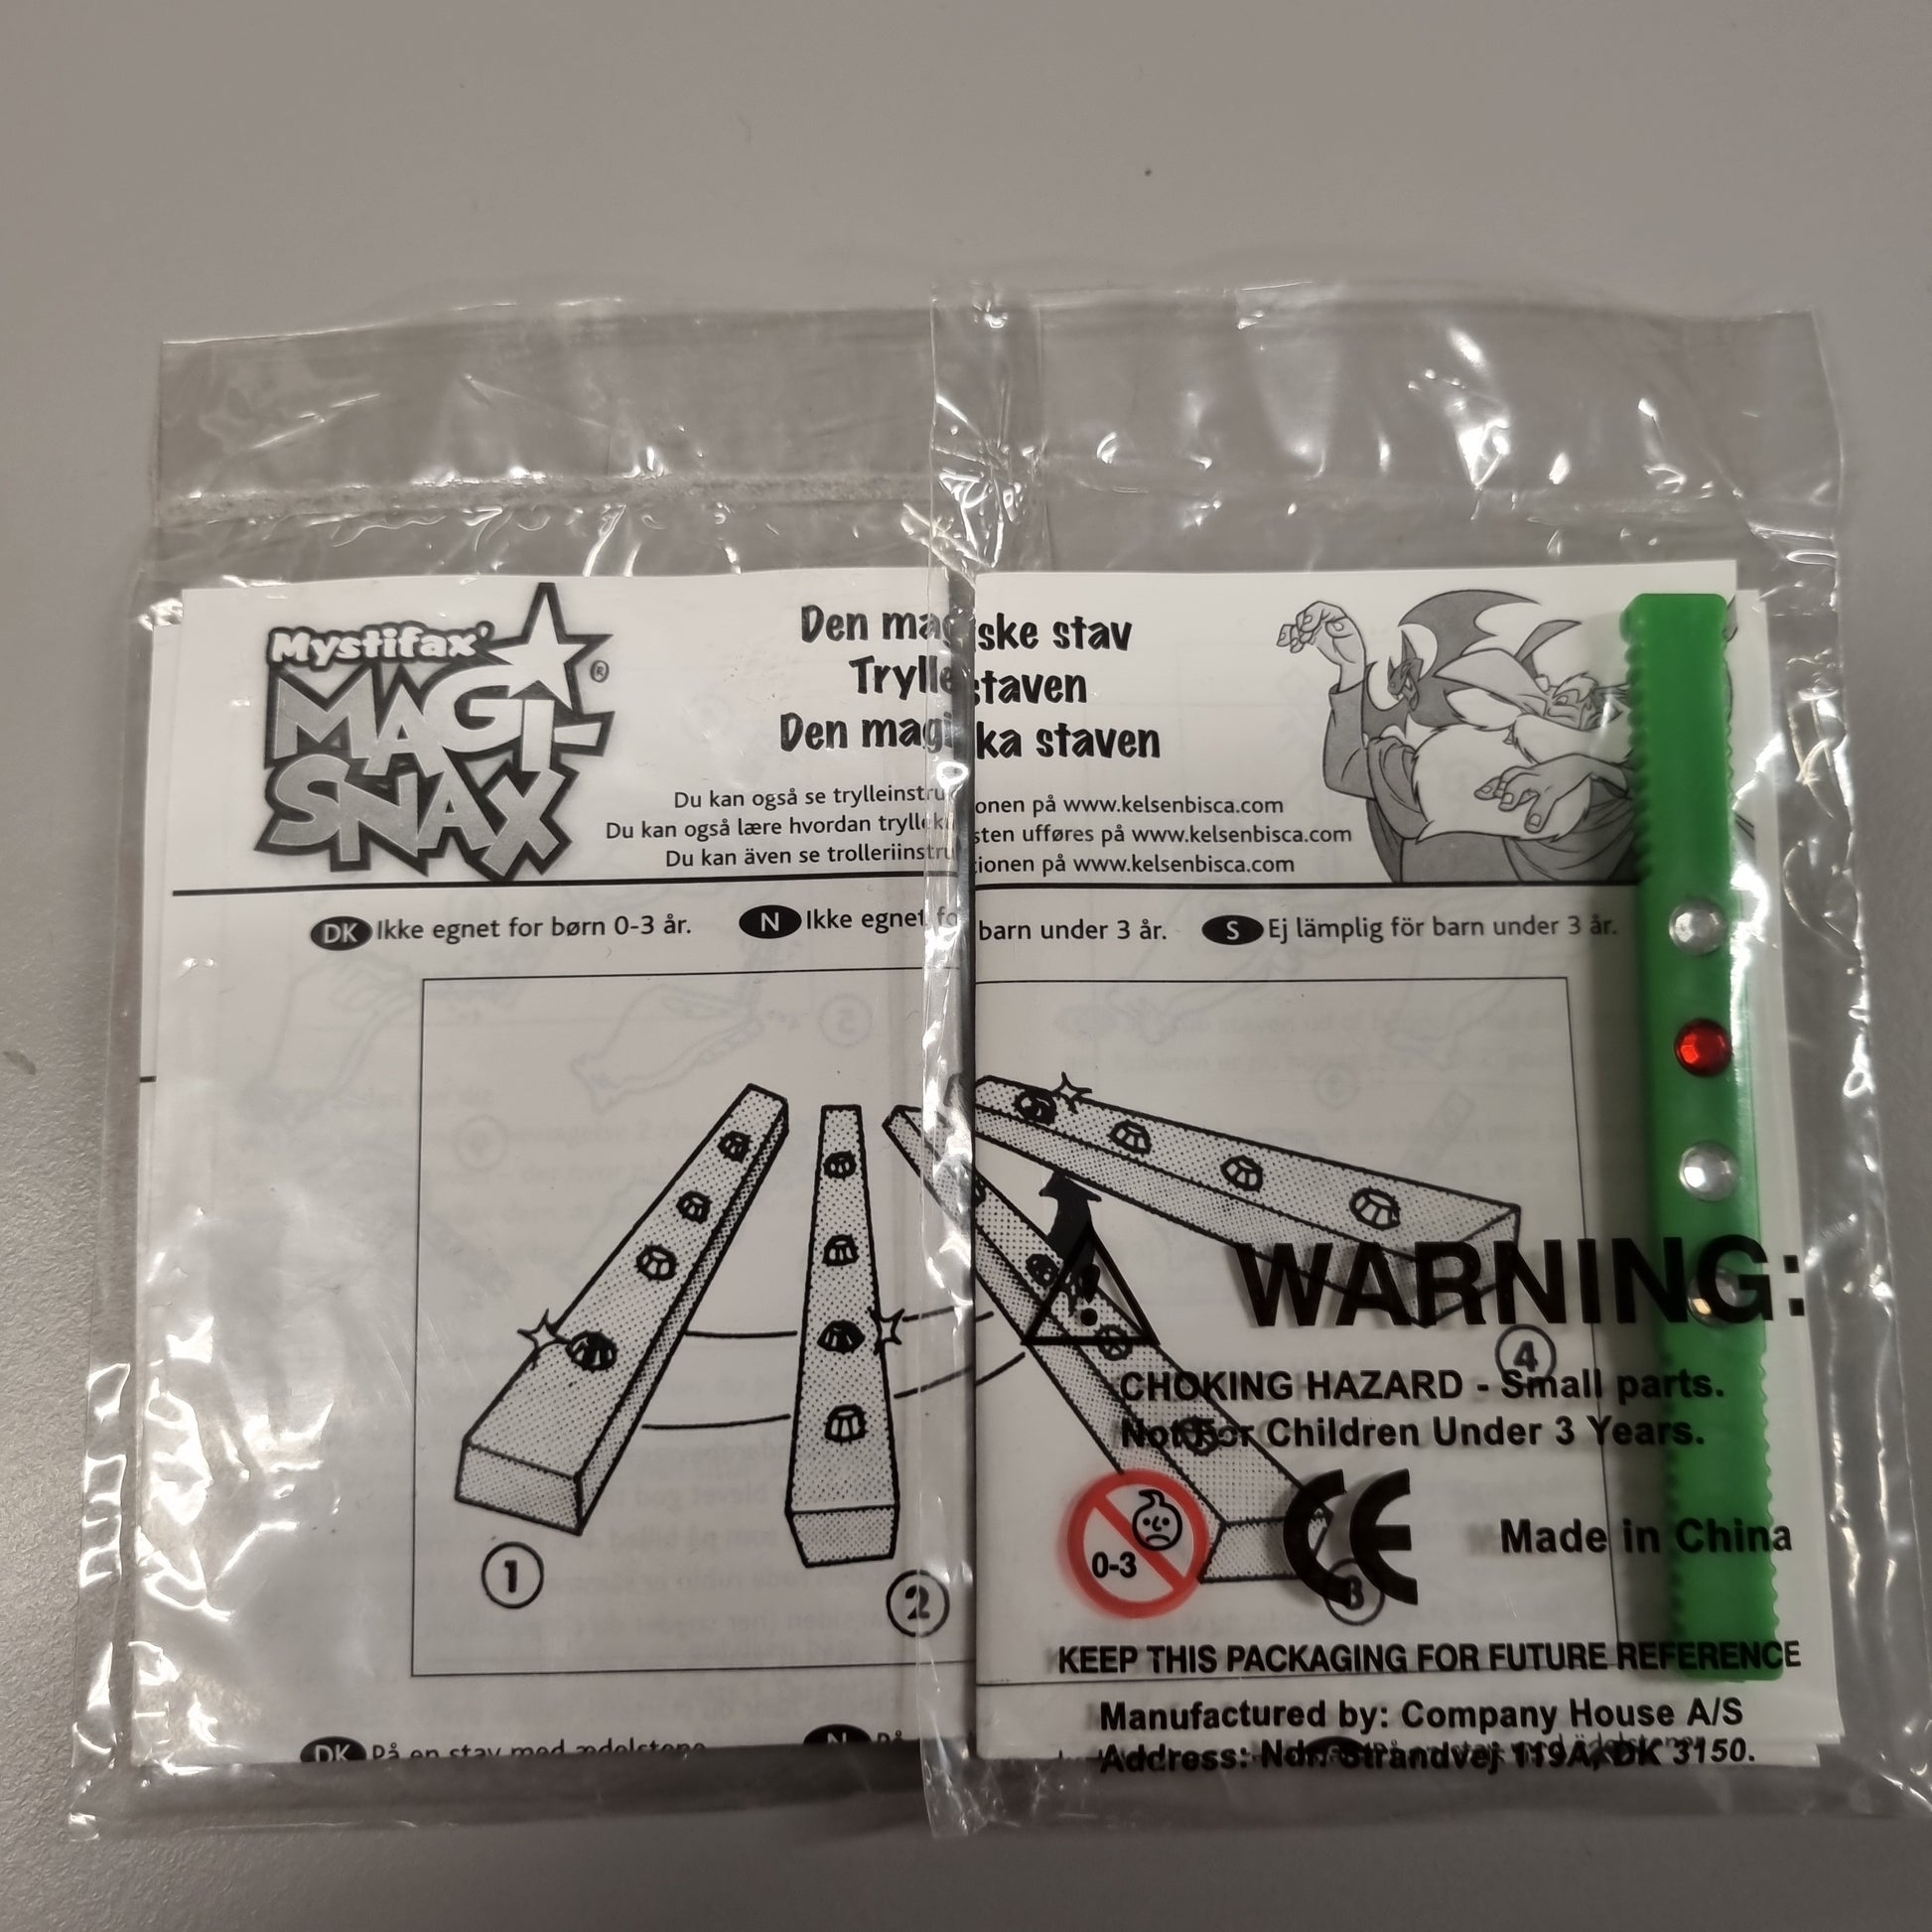 Mystifax
MAGI-
SNAX
®
Den magiske stav
Tryllestaven
Den magiska staven
Du kan også se trylleinstruktionen på www.kelsenbisca.com
Du kan også lære hvordan tryllekunsten utføres på www.kelsenbisca.com
Du kan även se trolleriinstruktionen på www.kelsenbisca.com
DK Ikke egnet for børn 0-3 år.
N Ikke egnet for barn under 3 år.
S Ej lämplig för barn under 3 år.
1
2
3
4
WARNING:
CHOKING HAZARD - Small parts.
Not For Children Under 3 Years.
0-3
CE
Made in China
KEEP THIS PACKAGING FOR FUTURE REFERENCE
Manufactured by: Company House A/S
Address: Ndr. Strandvej 119A, DK 3150.
DK På en stav med ædelstene
N På